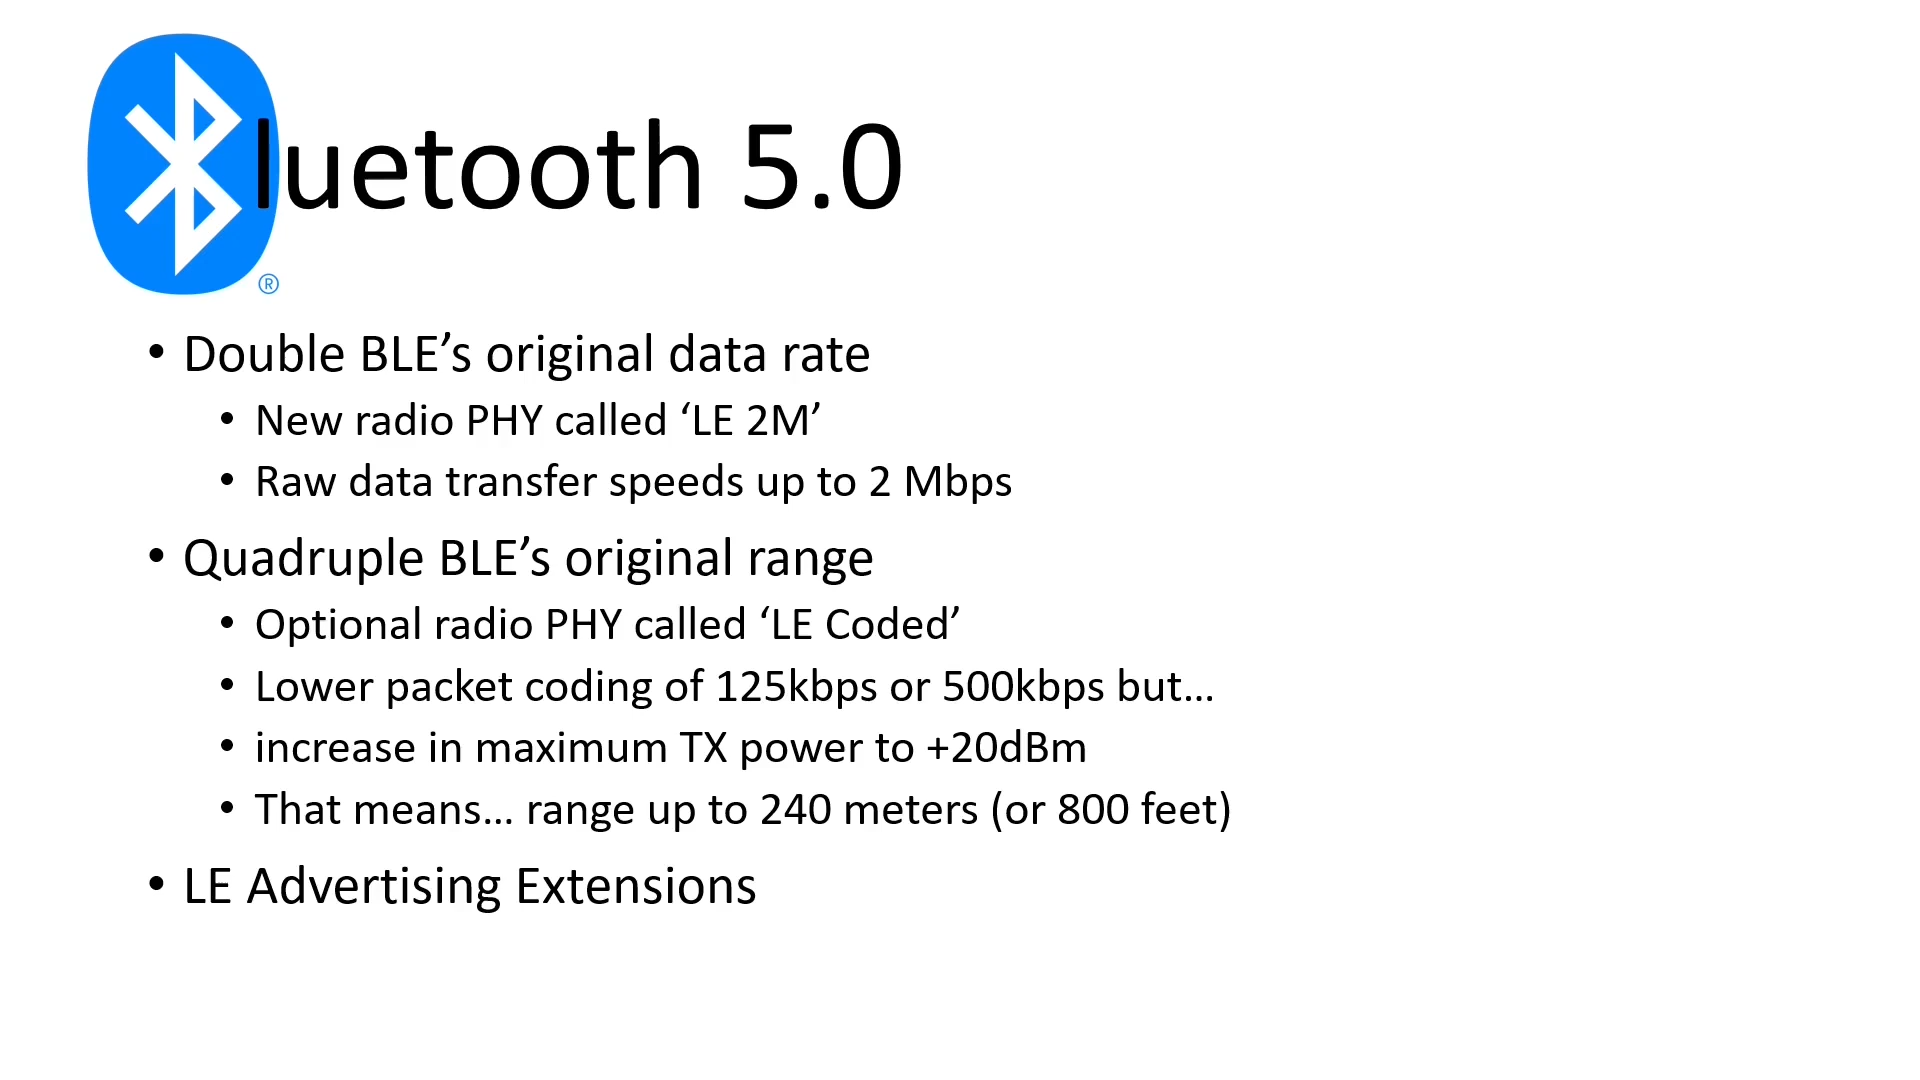 luetooth 5.0
®
• Double BLE’s original data rate
• New radio PHY called ‘LE 2M’
• Raw data transfer speeds up to 2 Mbps
• Quadruple BLE’s original range
• Optional radio PHY called ‘LE Coded’
• Lower packet coding of 125kbps or 500kbps but…
• increase in maximum TX power to +20dBm
• That means… range up to 240 meters (or 800 feet)
• LE Advertising Extensions